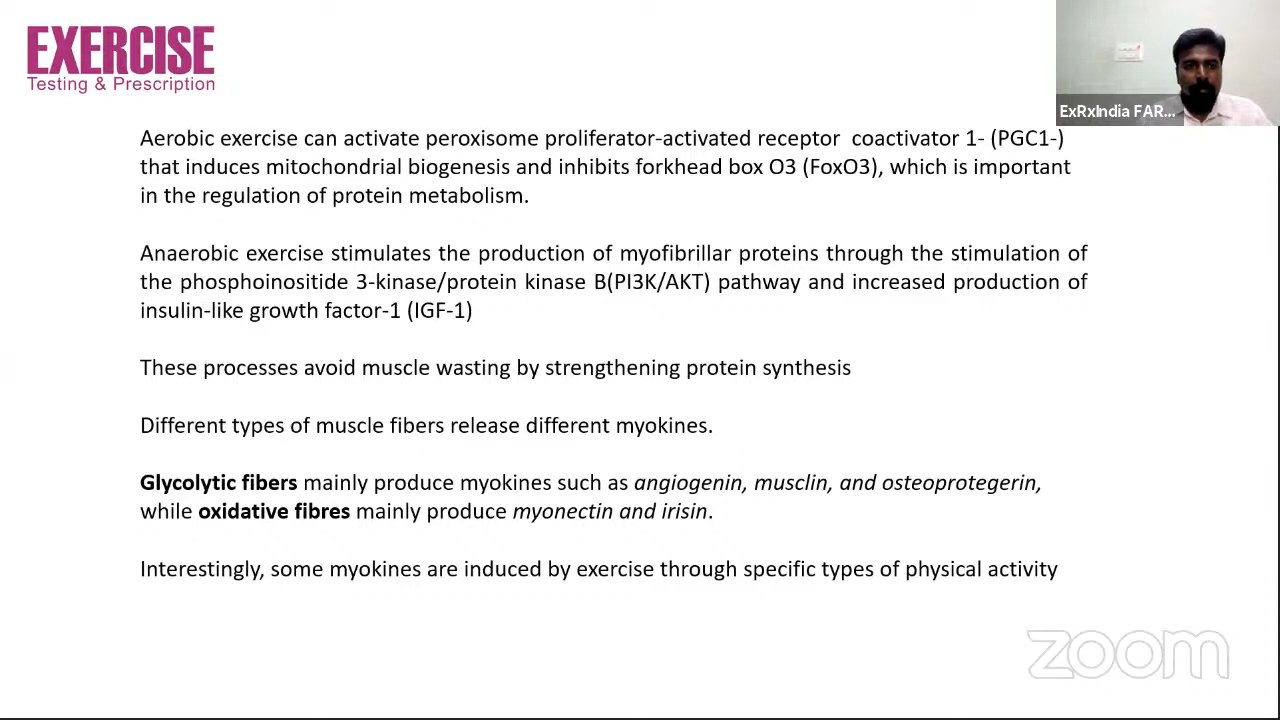 EXERCISE
Testing & Prescription
ExRxIndia FAR...
Aerobic exercise can activate peroxisome proliferator-activated receptor coactivator 1- (PGC1-)
that induces mitochondrial biogenesis and inhibits forkhead box O3 (FoxO3), which is important
in the regulation of protein metabolism.
Anaerobic exercise stimulates the production of myofibrillar proteins through the stimulation of
the phosphoinositide 3-kinase/protein kinase B(PI3K/AKT) pathway and increased production of
insulin-like growth factor-1 (IGF-1)
These processes avoid muscle wasting by strengthening protein synthesis
Different types of muscle fibers release different myokines.
Glycolytic fibers mainly produce myokines such as angiogenin, musclin, and osteoprotegerin,
while oxidative fibres mainly produce myonectin and irisin.
Interestingly, some myokines are induced by exercise through specific types of physical activity
zoom